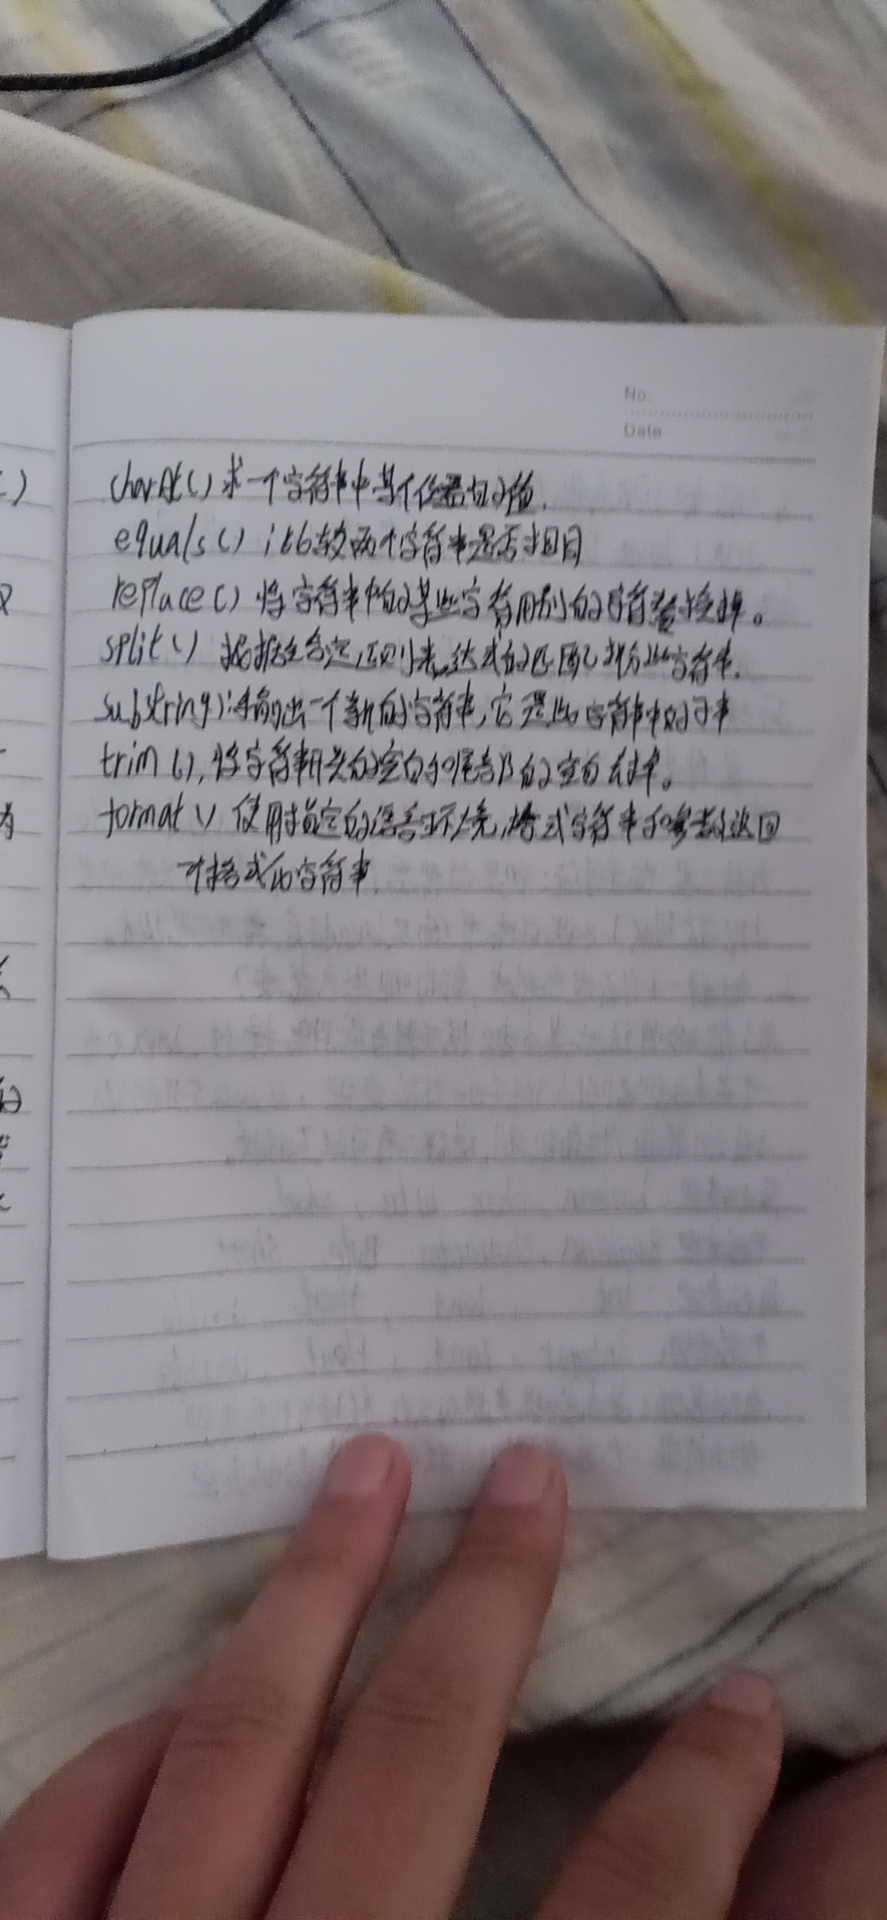 No.
Date
charAt() 求一个字符串中某个位置的值.
equals() 比较两个字符串是否相同
replace() 将字符串中的某些字符用别的字符替换掉。
split() 根据给定正则表达式的匹配拆分此字符串.
substring) 输出一个新的字符串,它是此字符串中的子串
trim(),将字符串开头的空白和尾部的空白去掉。
format() 使用指定的语言环境,格式字符串和参数返回
格式的字符串.